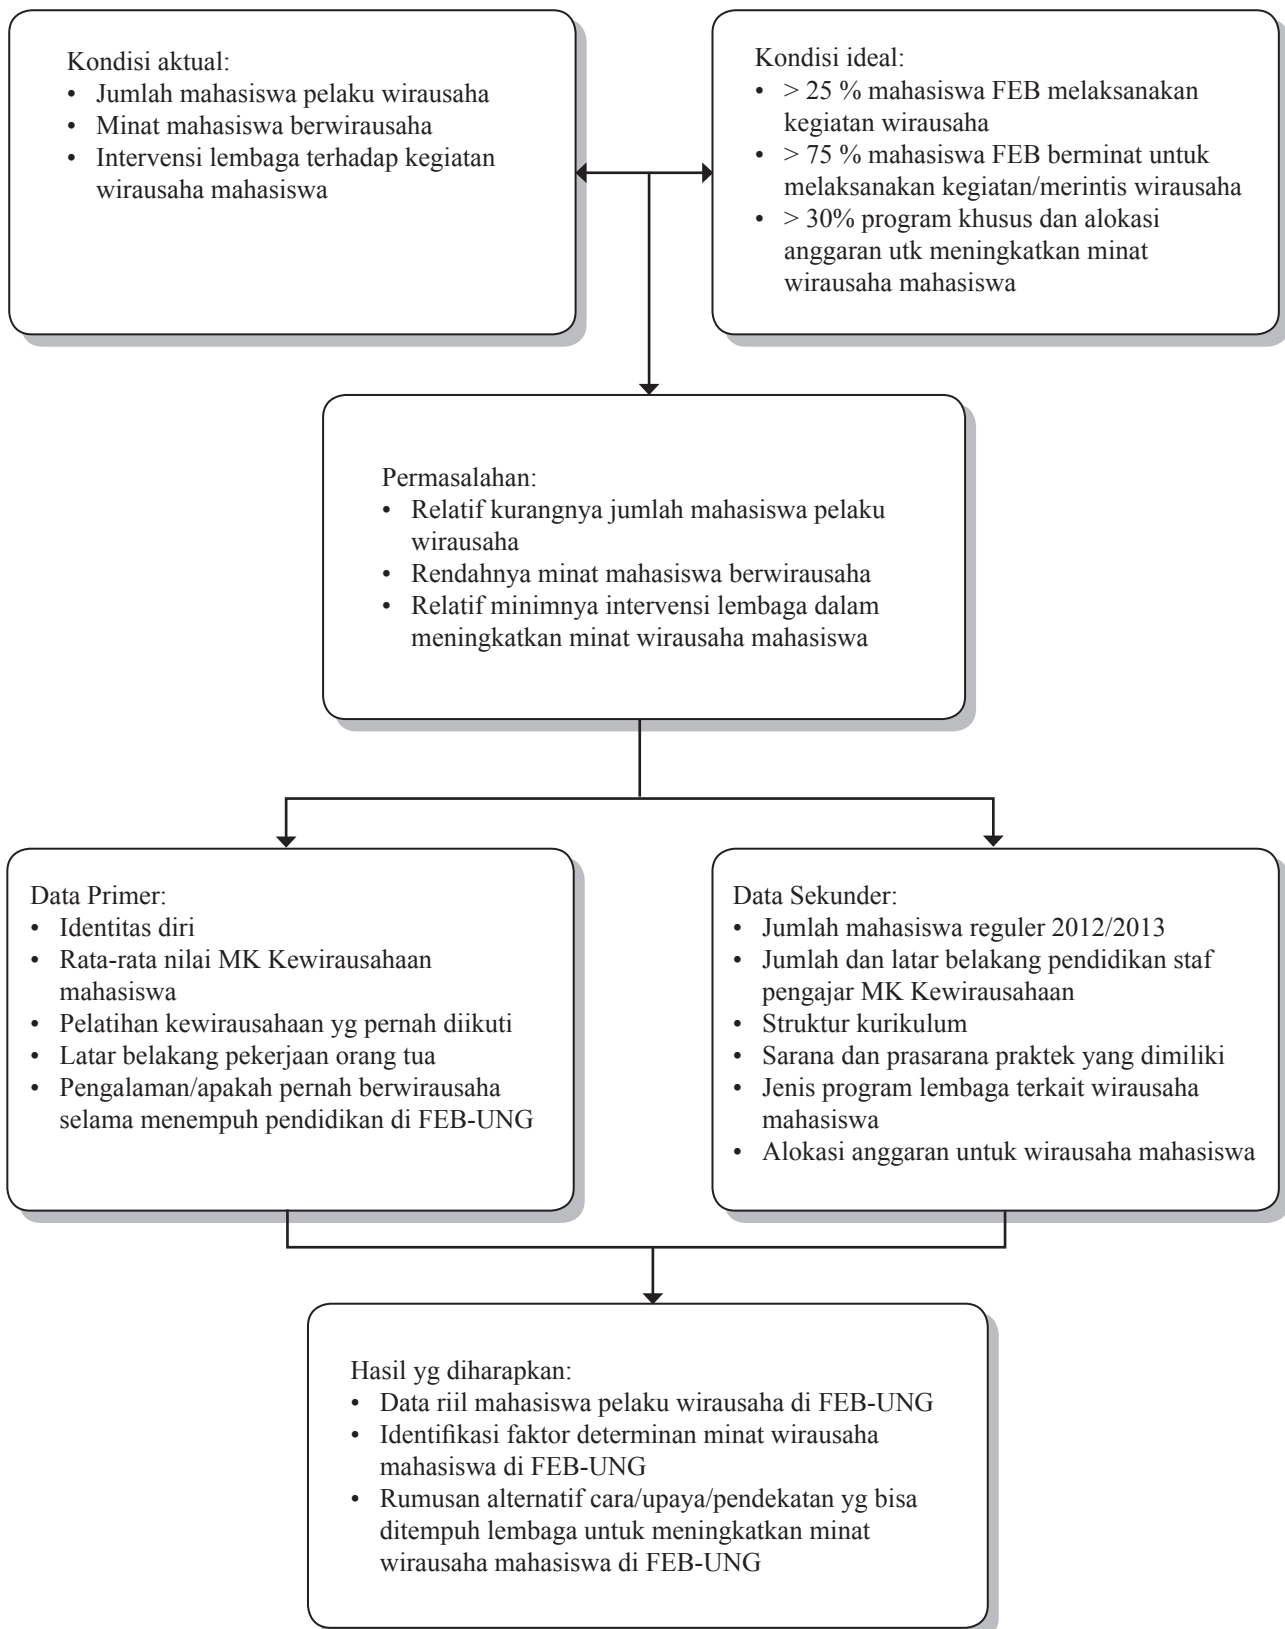 Kondisi aktual:
• Jumlah mahasiswa pelaku wirausaha
• Minat mahasiswa berwirausaha
• Intervensi lembaga terhadap kegiatan
wirausaha mahasiswa
Kondisi ideal:
• > 25 % mahasiswa FEB melaksanakan
kegiatan wirausaha
• > 75 % mahasiswa FEB berminat untuk
melaksanakan kegiatan/merintis wirausaha
• > 30% program khusus dan alokasi
anggaran utk meningkatkan minat
wirausaha mahasiswa
Permasalahan:
• Relatif kurangnya jumlah mahasiswa pelaku
wirausaha
• Rendahnya minat mahasiswa berwirausaha
• Relatif minimnya intervensi lembaga dalam
meningkatkan minat wirausaha mahasiswa
Data Primer:
• Identitas diri
• Rata-rata nilai MK Kewirausahaan
mahasiswa
• Pelatihan kewirausahaan yg pernah diikuti
• Latar belakang pekerjaan orang tua
• Pengalaman/apakah pernah berwirausaha
selama menempuh pendidikan di FEB-UNG
Data Sekunder:
• Jumlah mahasiswa reguler 2012/2013
• Jumlah dan latar belakang pendidikan staf
pengajar MK Kewirausahaan
• Struktur kurikulum
• Sarana dan prasarana praktek yang dimiliki
• Jenis program lembaga terkait wirausaha
mahasiswa
• Alokasi anggaran untuk wirausaha mahasiswa
Hasil yg diharapkan:
• Data riil mahasiswa pelaku wirausaha di FEB-UNG
• Identifikasi faktor determinan minat wirausaha
mahasiswa di FEB-UNG
• Rumusan alternatif cara/upaya/pendekatan yg bisa
ditempuh lembaga untuk meningkatkan minat
wirausaha mahasiswa di FEB-UNG